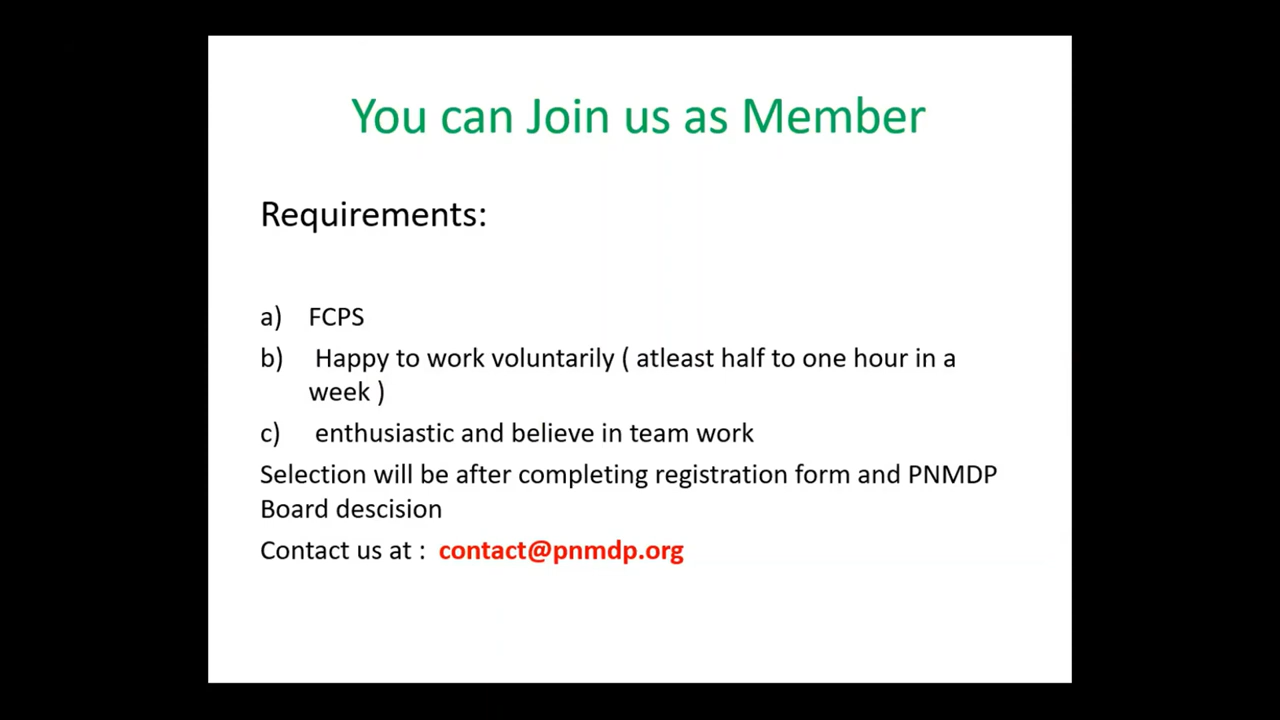 You can Join us as Member
Requirements:
a) FCPS
b) Happy to work voluntarily ( atleast half to one hour in a
week )
c) enthusiastic and believe in team work
Selection will be after completing registration form and PNMDP
Board descision
Contact us at : contact@pnmdp.org